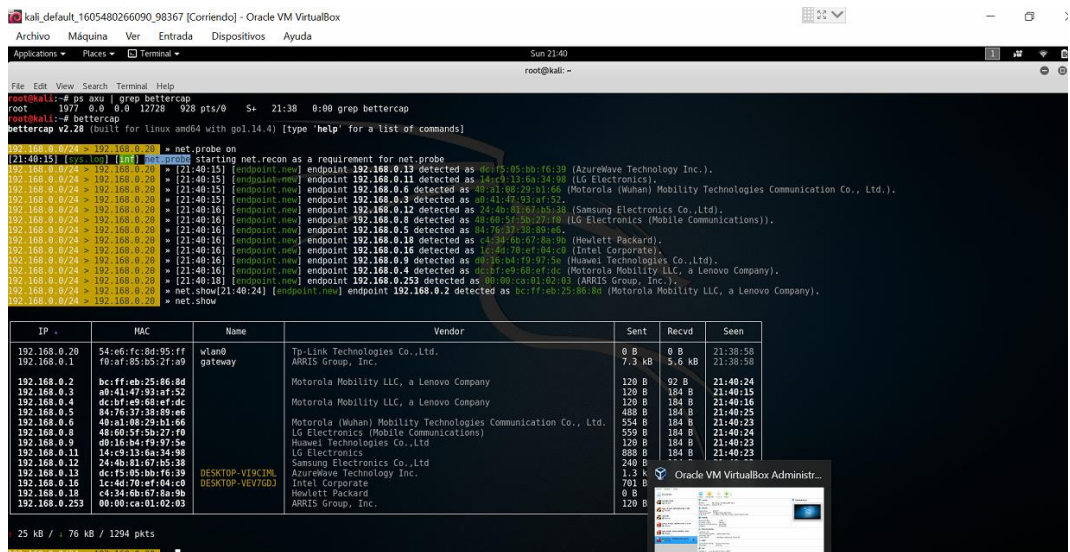 kali_default_1605480266090_98367 [Corriendo] - Oracle VM VirtualBox
Archivo Máquina Ver Entrada Dispositivos Ayuda
Applications Places Terminal Sun 21:40 1
root@kali: ~
File Edit View Search Terminal Help
root@kali:~# ps axu | grep bettercap
root 1977 0.0 0.0 12728 928 pts/0 S+ 21:38 0:00 grep bettercap
root@kali:~# bettercap
bettercap v2.28 (built for linux amd64 with go1.14.4) [type 'help' for a list of commands]
192.168.0.0/24 > 192.168.0.20 » net.probe on
[21:40:15] [sys.log] [inf] net.probe starting net.recon as a requirement for net.probe
192.168.0.0/24 > 192.168.0.20 » [21:40:15] [endpoint.new] endpoint 192.168.0.13 detected as dc:f5:05:bb:f6:39 (AzureWave Technology Inc.).
192.168.0.0/24 > 192.168.0.20 » [21:40:15] [endpoint.new] endpoint 192.168.0.11 detected as 14:c9:13:6a:34:98 (LG Electronics).
192.168.0.0/24 > 192.168.0.20 » [21:40:15] [endpoint.new] endpoint 192.168.0.6 detected as 40:a1:08:29:b1:66 (Motorola (Wuhan) Mobility Technologies Communication Co., Ltd.).
192.168.0.0/24 > 192.168.0.20 » [21:40:15] [endpoint.new] endpoint 192.168.0.3 detected as a0:41:47:93:af:52.
192.168.0.0/24 > 192.168.0.20 » [21:40:16] [endpoint.new] endpoint 192.168.0.12 detected as 24:4b:81:67:b5:38 (Samsung Electronics Co.,Ltd).
192.168.0.0/24 > 192.168.0.20 » [21:40:16] [endpoint.new] endpoint 192.168.0.8 detected as 48:60:5f:5b:27:f0 (LG Electronics (Mobile Communications)).
192.168.0.0/24 > 192.168.0.20 » [21:40:16] [endpoint.new] endpoint 192.168.0.5 detected as 84:76:37:38:89:e6.
192.168.0.0/24 > 192.168.0.20 » [21:40:16] [endpoint.new] endpoint 192.168.0.18 detected as c4:34:6b:67:8a:9b (Hewlett Packard).
192.168.0.0/24 > 192.168.0.20 » [21:40:16] [endpoint.new] endpoint 192.168.0.16 detected as 1c:4d:70:ef:04:c0 (Intel Corporate).
192.168.0.0/24 > 192.168.0.20 » [21:40:16] [endpoint.new] endpoint 192.168.0.9 detected as d0:16:b4:f9:97:5e (Huawei Technologies Co.,Ltd).
192.168.0.0/24 > 192.168.0.20 » [21:40:16] [endpoint.new] endpoint 192.168.0.4 detected as dc:bf:e9:68:ef:dc (Motorola Mobility LLC, a Lenovo Company).
192.168.0.0/24 > 192.168.0.20 » [21:40:18] [endpoint.new] endpoint 192.168.0.253 detected as 00:00:ca:01:02:03 (ARRIS Group, Inc.).
192.168.0.0/24 > 192.168.0.20 » net.show[21:40:24] [endpoint.new] endpoint 192.168.0.2 detected as bc:ff:eb:25:86:8d (Motorola Mobility LLC, a Lenovo Company).
192.168.0.0/24 > 192.168.0.20 » net.show
IP MAC Name Vendor Sent Recvd Seen
192.168.0.20 54:e6:fc:8d:95:ff wlan0 Tp-Link Technologies Co.,Ltd. 0 B 0 B 21:38:58
192.168.0.1 f0:af:85:b5:2f:a9 gateway ARRIS Group, Inc. 7.3 kB 5.6 kB 21:38:58
192.168.0.2 bc:ff:eb:25:86:8d Motorola Mobility LLC, a Lenovo Company 120 B 92 B 21:40:24
192.168.0.3 a0:41:47:93:af:52 120 B 184 B 21:40:15
192.168.0.4 dc:bf:e9:68:ef:dc Motorola Mobility LLC, a Lenovo Company 120 B 184 B 21:40:16
192.168.0.5 84:76:37:38:89:e6 488 B 184 B 21:40:25
192.168.0.6 40:a1:08:29:b1:66 Motorola (Wuhan) Mobility Technologies Communication Co., Ltd. 554 B 184 B 21:40:23
192.168.0.8 48:60:5f:5b:27:f0 LG Electronics (Mobile Communications) 559 B 184 B 21:40:24
192.168.0.9 d0:16:b4:f9:97:5e Huawei Technologies Co.,Ltd 120 B 184 B 21:40:23
192.168.0.11 14:c9:13:6a:34:98 LG Electronics 888 B 184 B 21:40:23
192.168.0.12 24:4b:81:67:b5:38 Samsung Electronics Co.,Ltd 240 B
192.168.0.13 dc:f5:05:bb:f6:39 DESKTOP-VI9CIML AzureWave Technology Inc. 1.3 k
192.168.0.16 1c:4d:70:ef:04:c0 DESKTOP-VEV7GDJ Intel Corporate 701 B
192.168.0.18 c4:34:6b:67:8a:9b Hewlett Packard 0 B
192.168.0.253 00:00:ca:01:02:03 ARRIS Group, Inc. 120 B
Oracle VM VirtualBox Administr...
25 kB / 76 kB / 1294 pkts